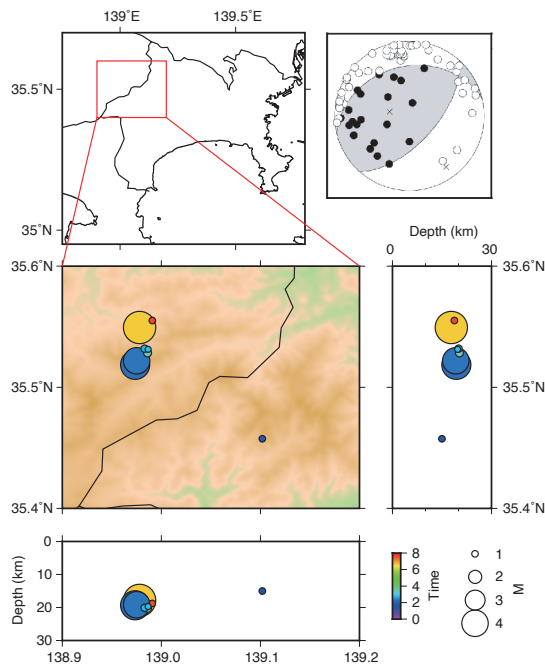 139˚E 139.5˚E
35.5˚N
35˚N
Depth (km)
0 30
35.6˚N 35.6˚N
35.5˚N 35.5˚N
35.4˚N 35.4˚N
Depth (km)
0
10
20
30
138.9 139.0 139.1 139.2
8
6
4
2
0
Time
1
2
3
4
M